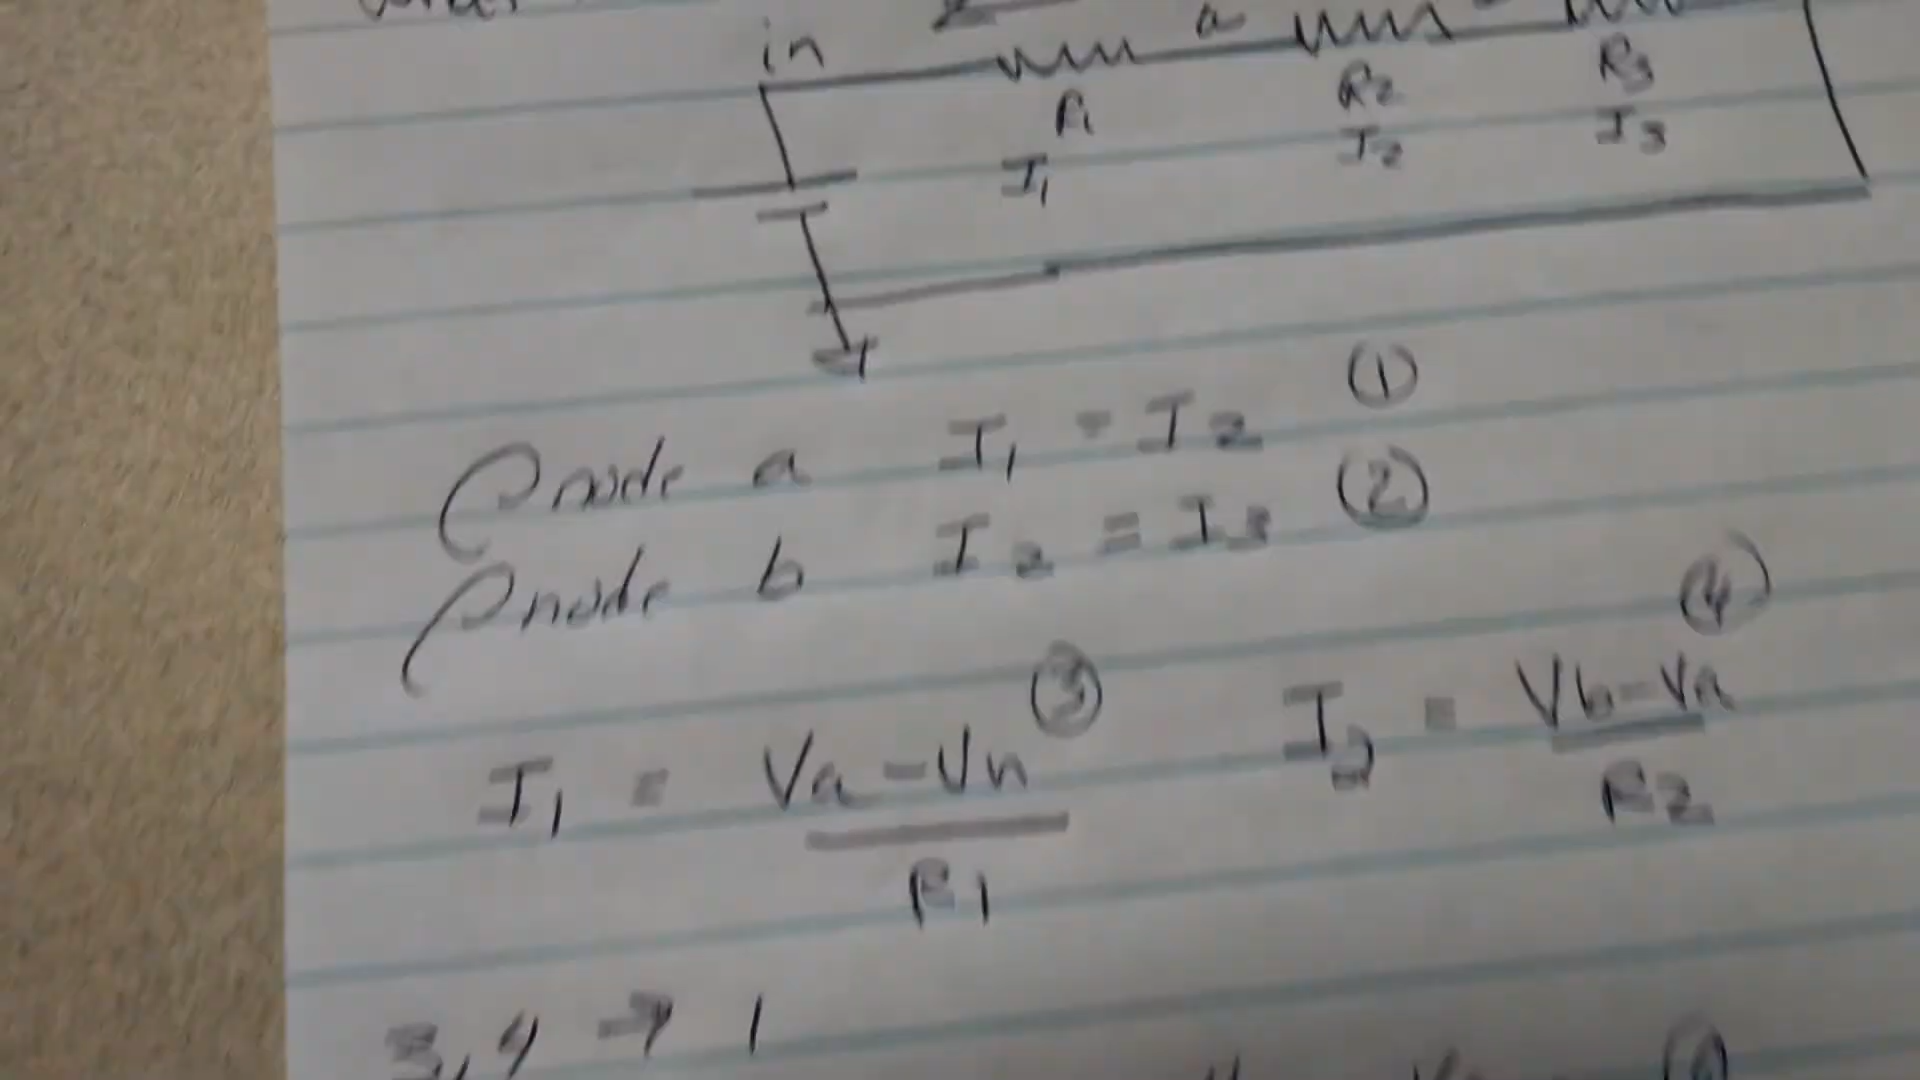 in a
R1 R2 R3
I1 I2 I3
@node a I1 = I2 (1)
@node b I2 = I3 (2)
I1 = Va-Vn / R1 (3) I2 = Vb-Va / R2 (4)
3,4 → 1